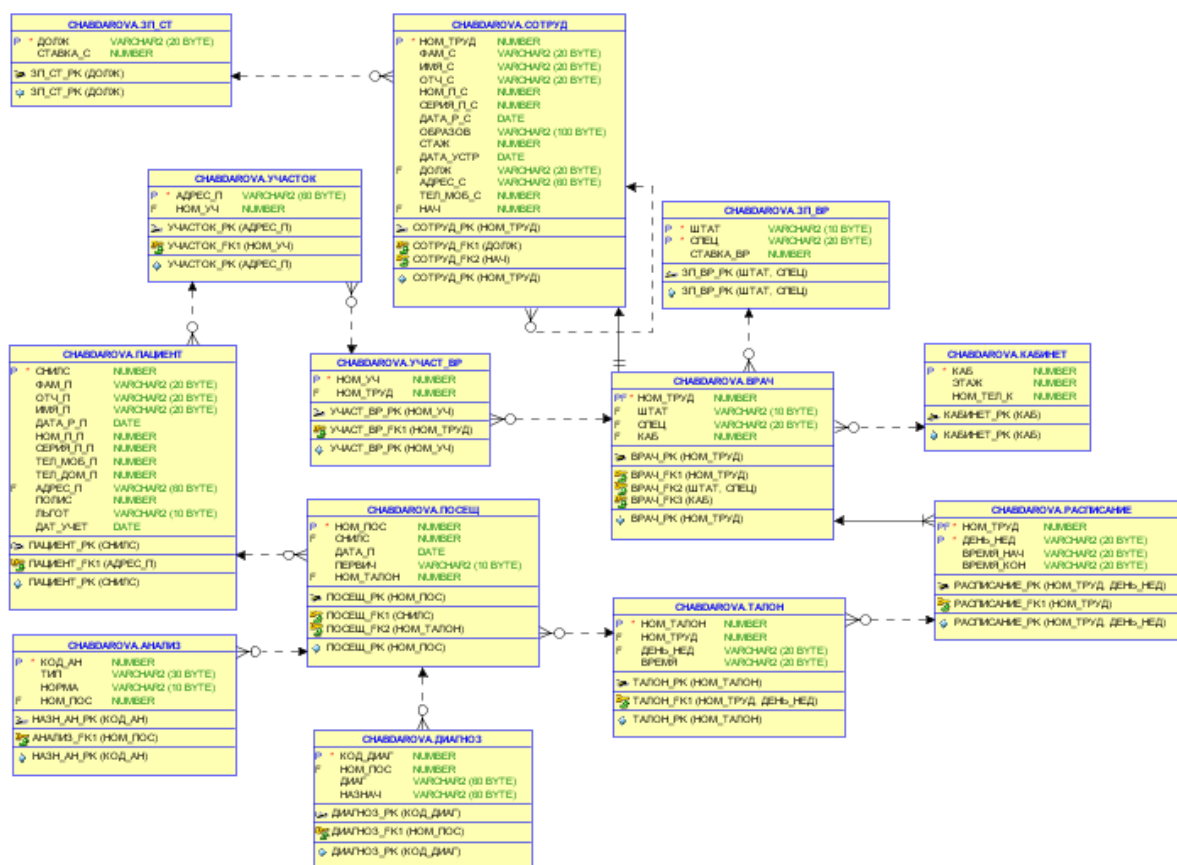 CHABDAROVA.ЗП_СТ
P * ДОЛЖ VARCHAR2 (20 BYTE)
СТАВКА_С NUMBER
ЗП_СТ_PK (ДОЛЖ)
ЗП_СТ_PK (ДОЛЖ)
CHABDAROVA.СОТРУД
P * НОМ_ТРУД NUMBER
ФАМ_С VARCHAR2 (20 BYTE)
ИМЯ_С VARCHAR2 (20 BYTE)
ОТЧ_С VARCHAR2 (20 BYTE)
НОМ_П_С NUMBER
СЕРИЯ_П_С NUMBER
ДАТА_Р_С DATE
ОБРАЗОВ VARCHAR2 (100 BYTE)
СТАЖ NUMBER
ДАТА_УСТР DATE
F ДОЛЖ VARCHAR2 (20 BYTE)
АДРЕС_С VARCHAR2 (60 BYTE)
ТЕЛ_МОБ_С NUMBER
F НАЧ NUMBER
СОТРУД_PK (НОМ_ТРУД)
СОТРУД_FK1 (ДОЛЖ)
СОТРУД_FK2 (НАЧ)
СОТРУД_PK (НОМ_ТРУД)
CHABDAROVA.УЧАСТОК
P * АДРЕС_П VARCHAR2 (60 BYTE)
F НОМ_УЧ NUMBER
УЧАСТОК_PK (АДРЕС_П)
УЧАСТОК_FK1 (НОМ_УЧ)
УЧАСТОК_PK (АДРЕС_П)
CHABDAROVA.ЗП_ВР
P * ШТАТ VARCHAR2 (10 BYTE)
P * СПЕЦ VARCHAR2 (20 BYTE)
СТАВКА_ВР NUMBER
ЗП_ВР_PK (ШТАТ, СПЕЦ)
ЗП_ВР_PK (ШТАТ, СПЕЦ)
CHABDAROVA.ПАЦИЕНТ
P * СНИЛС NUMBER
ФАМ_П VARCHAR2 (20 BYTE)
ОТЧ_П VARCHAR2 (20 BYTE)
ИМЯ_П VARCHAR2 (20 BYTE)
ДАТА_Р_П DATE
НОМ_П_П NUMBER
СЕРИЯ_П_П NUMBER
ТЕЛ_МОБ_П NUMBER
ТЕЛ_ДОМ_П NUMBER
F АДРЕС_П VARCHAR2 (60 BYTE)
ПОЛИС NUMBER
ЛЬГОТ VARCHAR2 (10 BYTE)
ДАТ_УЧЕТ DATE
ПАЦИЕНТ_PK (СНИЛС)
ПАЦИЕНТ_FK1 (АДРЕС_П)
ПАЦИЕНТ_PK (СНИЛС)
CHABDAROVA.УЧАСТ_ВР
P * НОМ_УЧ NUMBER
F НОМ_ТРУД NUMBER
УЧАСТ_ВР_PK (НОМ_УЧ)
УЧАСТ_ВР_FK1 (НОМ_ТРУД)
УЧАСТ_ВР_PK (НОМ_УЧ)
CHABDAROVA.ВРАЧ
PF * НОМ_ТРУД NUMBER
F ШТАТ VARCHAR2 (10 BYTE)
F СПЕЦ VARCHAR2 (20 BYTE)
F КАБ NUMBER
ВРАЧ_PK (НОМ_ТРУД)
ВРАЧ_FK1 (НОМ_ТРУД)
ВРАЧ_FK2 (ШТАТ, СПЕЦ)
ВРАЧ_FK3 (КАБ)
ВРАЧ_PK (НОМ_ТРУД)
CHABDAROVA.КАБИНЕТ
P * КАБ NUMBER
ЭТАЖ NUMBER
НОМ_ТЕЛ_К NUMBER
КАБИНЕТ_PK (КАБ)
КАБИНЕТ_PK (КАБ)
CHABDAROVA.ПОСЕЩ
P * НОМ_ПОС NUMBER
F СНИЛС NUMBER
ДАТА_П DATE
ПЕРВИЧ VARCHAR2 (10 BYTE)
F НОМ_ТАЛОН NUMBER
ПОСЕЩ_PK (НОМ_ПОС)
ПОСЕЩ_FK1 (СНИЛС)
ПОСЕЩ_FK2 (НОМ_ТАЛОН)
ПОСЕЩ_PK (НОМ_ПОС)
CHABDAROVA.РАСПИСАНИЕ
PF * НОМ_ТРУД NUMBER
P * ДЕНЬ_НЕД VARCHAR2 (20 BYTE)
ВРЕМЯ_НАЧ VARCHAR2 (20 BYTE)
ВРЕМЯ_КОН VARCHAR2 (20 BYTE)
РАСПИСАНИЕ_PK (НОМ_ТРУД, ДЕНЬ_НЕД)
РАСПИСАНИЕ_FK1 (НОМ_ТРУД)
РАСПИСАНИЕ_PK (НОМ_ТРУД, ДЕНЬ_НЕД)
CHABDAROVA.ТАЛОН
P * НОМ_ТАЛОН NUMBER
F НОМ_ТРУД NUMBER
F ДЕНЬ_НЕД VARCHAR2 (20 BYTE)
ВРЕМЯ VARCHAR2 (20 BYTE)
ТАЛОН_PK (НОМ_ТАЛОН)
ТАЛОН_FK1 (НОМ_ТРУД, ДЕНЬ_НЕД)
ТАЛОН_PK (НОМ_ТАЛОН)
CHABDAROVA.АНАЛИЗ
P * КОД_АН NUMBER
ТИП VARCHAR2 (30 BYTE)
НОРМА VARCHAR2 (10 BYTE)
F НОМ_ПОС NUMBER
НАЗН_АН_PK (КОД_АН)
АНАЛИЗ_FK1 (НОМ_ПОС)
НАЗН_АН_PK (КОД_АН)
CHABDAROVA.ДИАГНОЗ
P * КОД_ДИАГ NUMBER
F НОМ_ПОС NUMBER
ДИАГ VARCHAR2 (60 BYTE)
НАЗНАЧ VARCHAR2 (60 BYTE)
ДИАГНОЗ_PK (КОД_ДИАГ)
ДИАГНОЗ_FK1 (НОМ_ПОС)
ДИАГНОЗ_PK (КОД_ДИАГ)